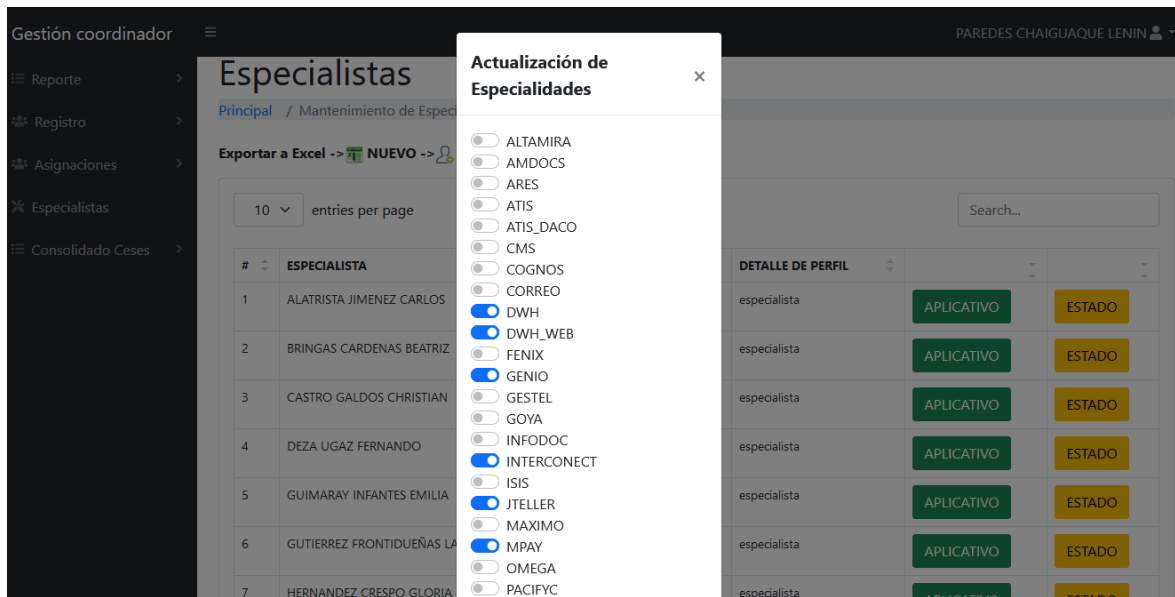 Gestión coordinador
PAREDES CHAIGUAQUE LENIN
Reporte
Registro
Asignaciones
Especialistas
Consolidado Ceses
Especialistas
Principal / Mantenimiento de Especi
Exportar a Excel -> NUEVO ->
10 entries per page
Search...
# ESPECIALISTA DETALLE DE PERFIL
1 ALATRISTA JIMENEZ CARLOS especialista APLICATIVO ESTADO
2 BRINGAS CARDENAS BEATRIZ especialista APLICATIVO ESTADO
3 CASTRO GALDOS CHRISTIAN especialista APLICATIVO ESTADO
4 DEZA UGAZ FERNANDO especialista APLICATIVO ESTADO
5 GUIMARAY INFANTES EMILIA especialista APLICATIVO ESTADO
6 GUTIERREZ FRONTIDUEÑAS LA especialista APLICATIVO ESTADO
7 HERNANDEZ CRESPO GLORIA especialista APLICATIVO ESTADO
Actualización de
Especialidades
×
ALTAMIRA
AMDOCS
ARES
ATIS
ATIS_DACO
CMS
COGNOS
CORREO
DWH
DWH_WEB
FENIX
GENIO
GESTEL
GOYA
INFODOC
INTERCONECT
ISIS
JTELLER
MAXIMO
MPAY
OMEGA
PACIFYC